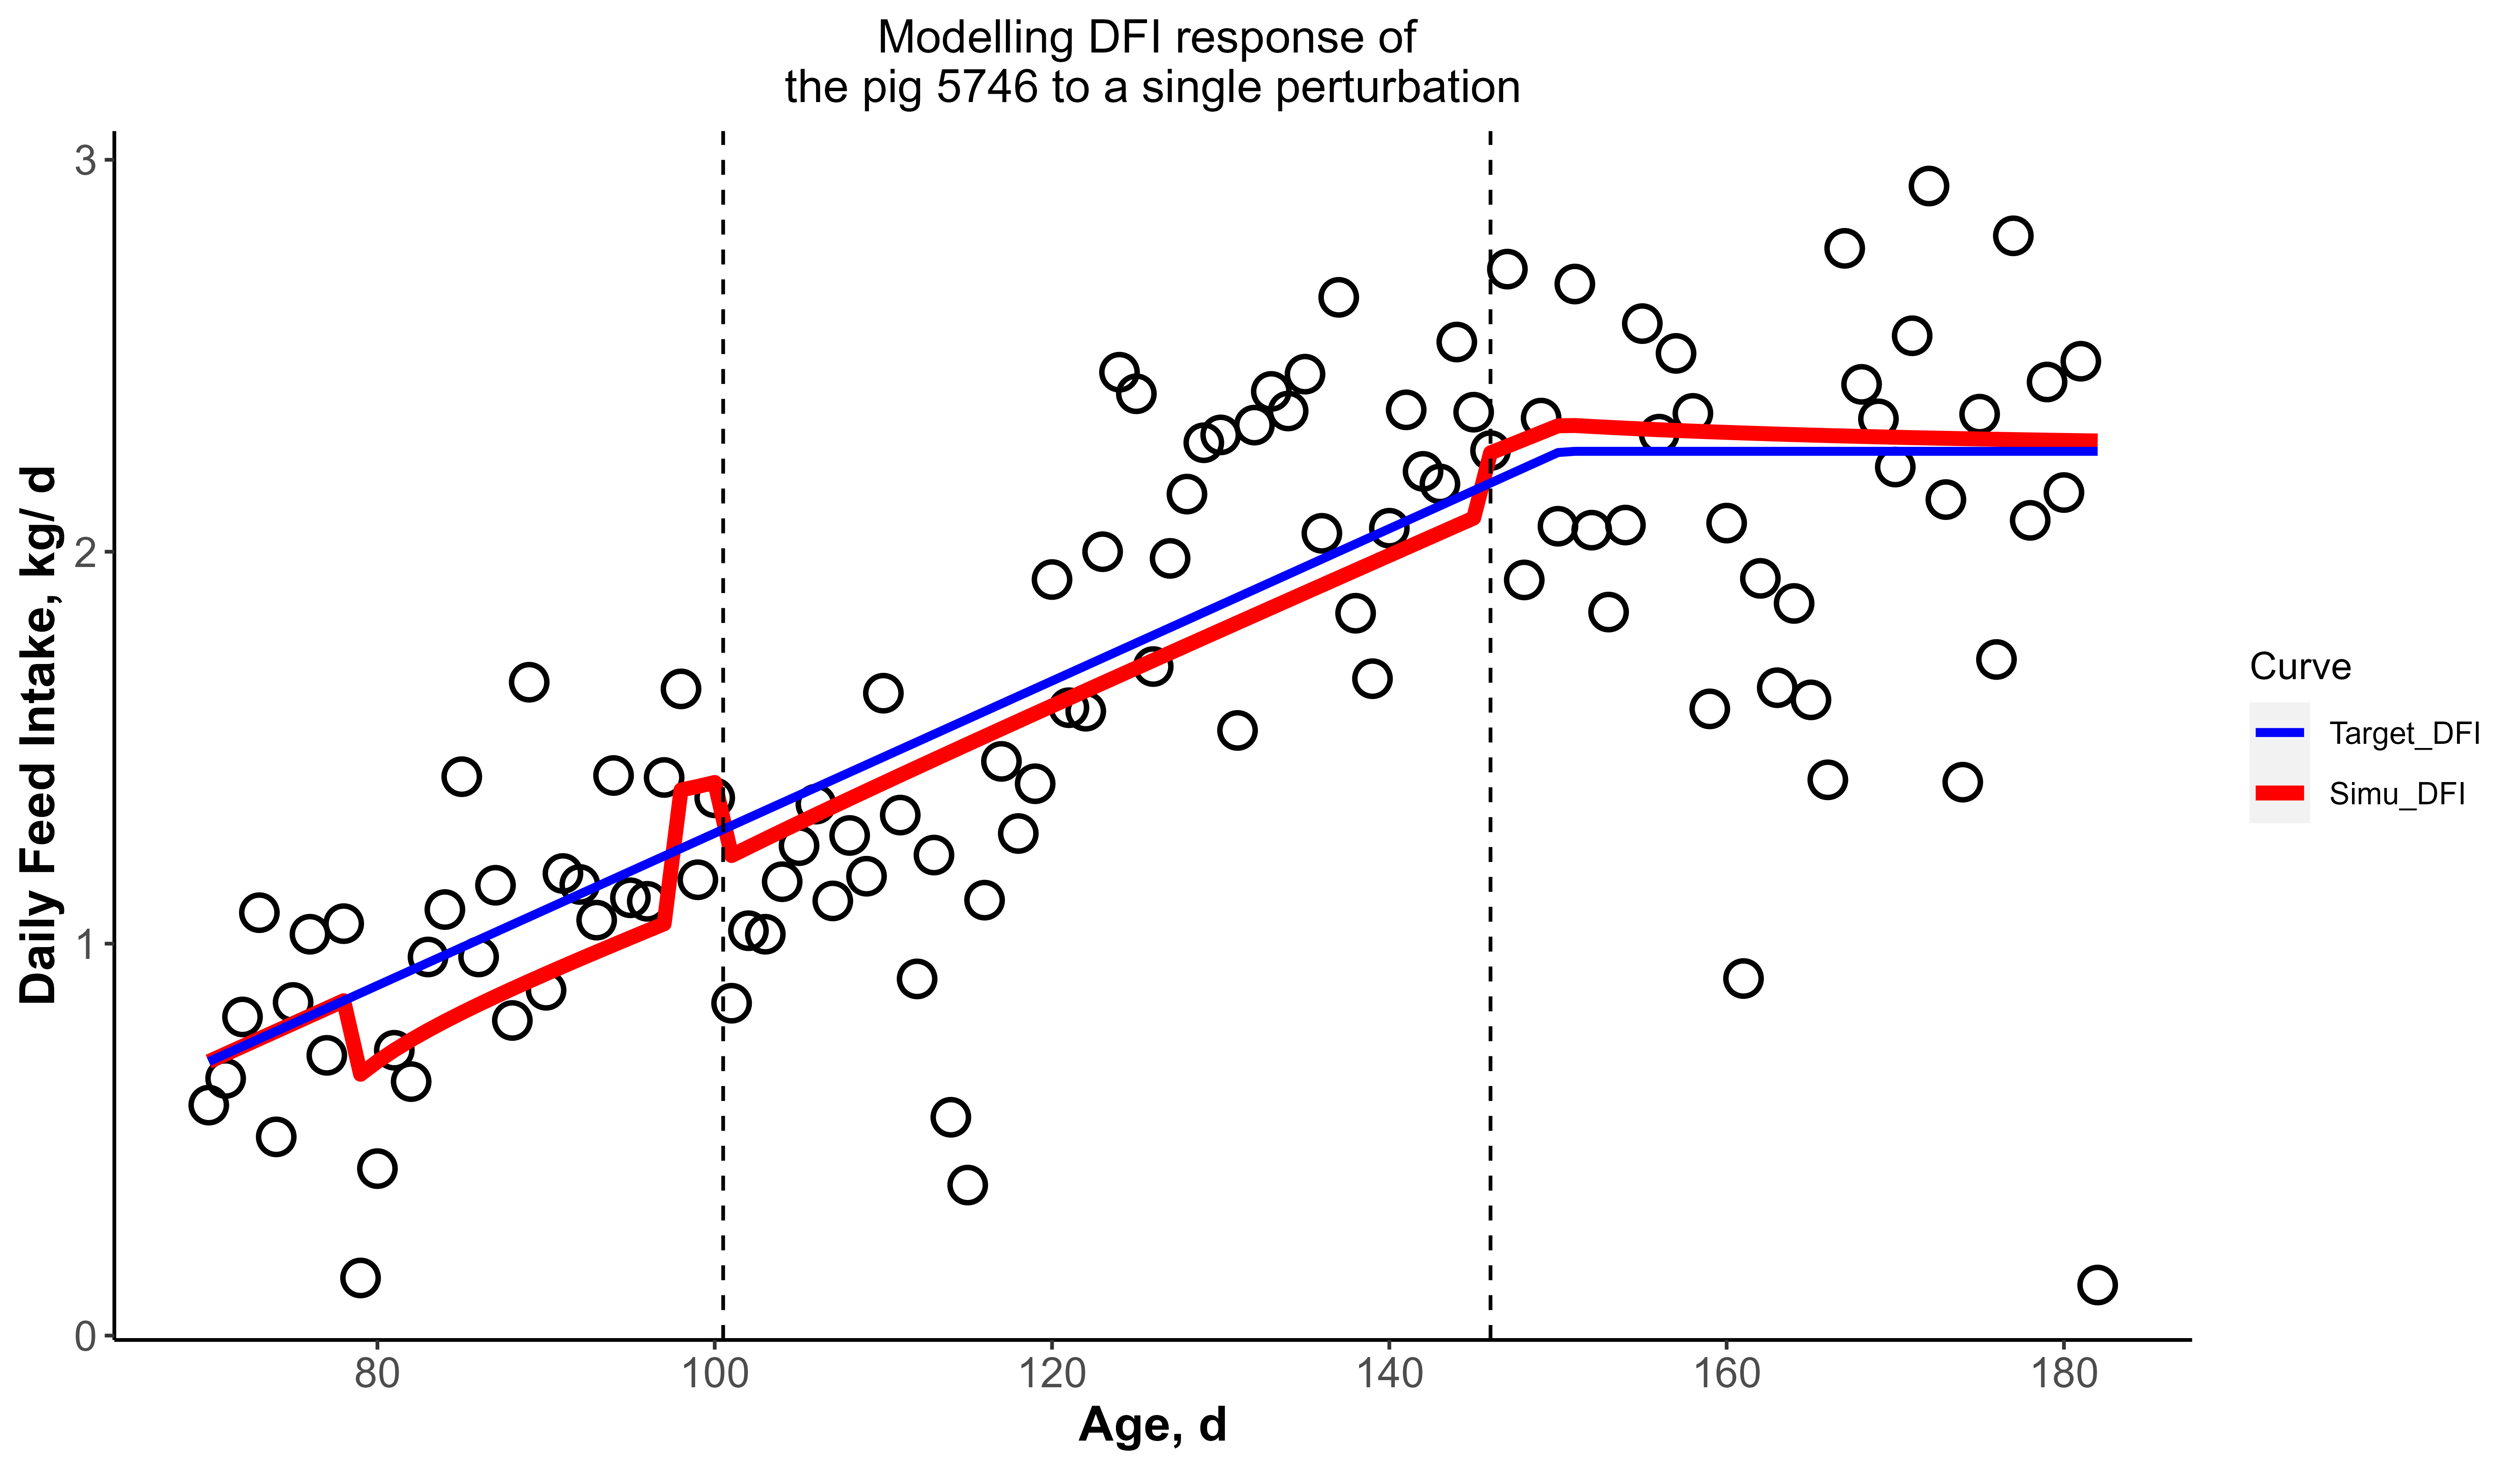 Modelling DFI response of
the pig 5746 to a single perturbation
Daily Feed Intake, kg/ d
3
2
1
0
80 100 120 140 160 180
Age, d
Curve
Target_DFI
Simu_DFI